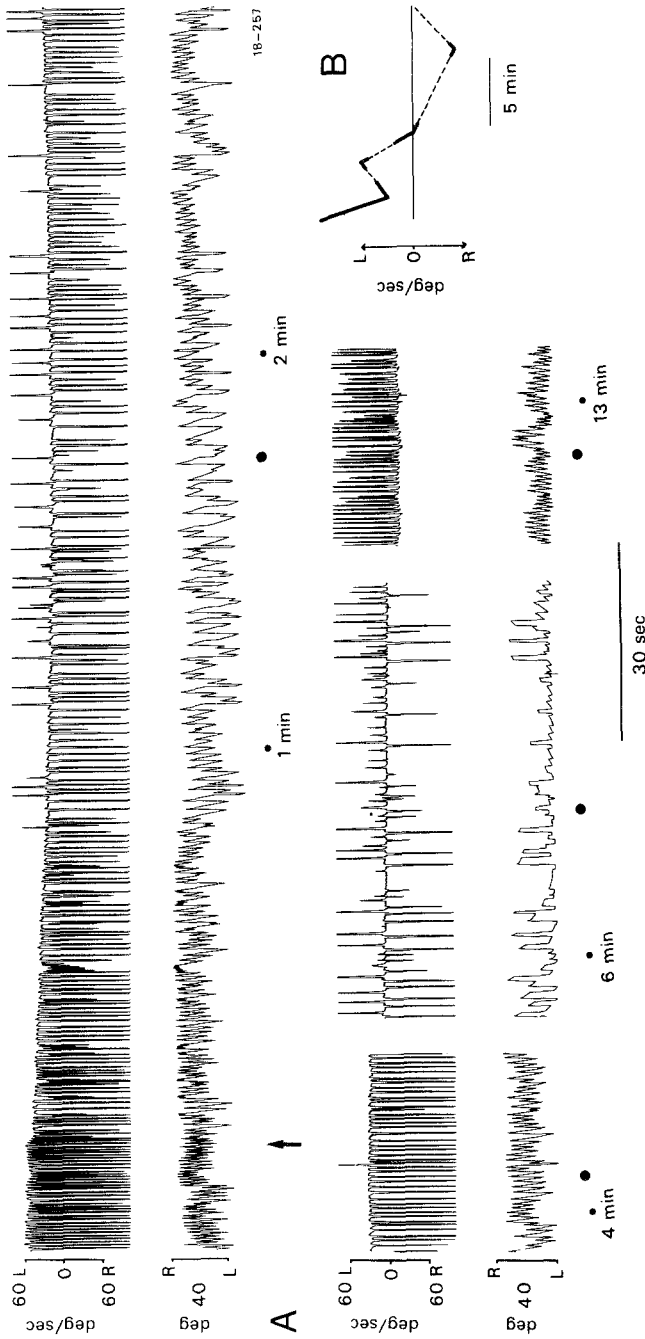 60 L
0
60 R
deg/sec
R
40
L
deg
A
1 min
2 min
18-257
60 L
0
60 R
deg/sec
R
40
L
deg
4 min
6 min
13 min
30 sec
B
L
0
R
deg/sec
5 min